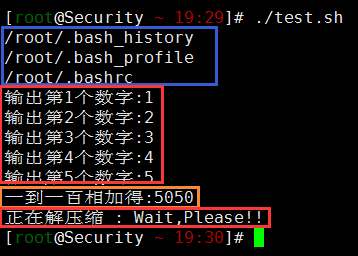 [root@Security ~ 19:29]# ./test.sh
/root/.bash_history
/root/.bash_profile
/root/.bashrc
输出第1个数字:1
输出第2个数字:2
输出第3个数字:3
输出第4个数字:4
输出第5个数字:5
一到一百相加得:5050
正在解压缩 : Wait,Please!!
[root@Security ~ 19:30]#